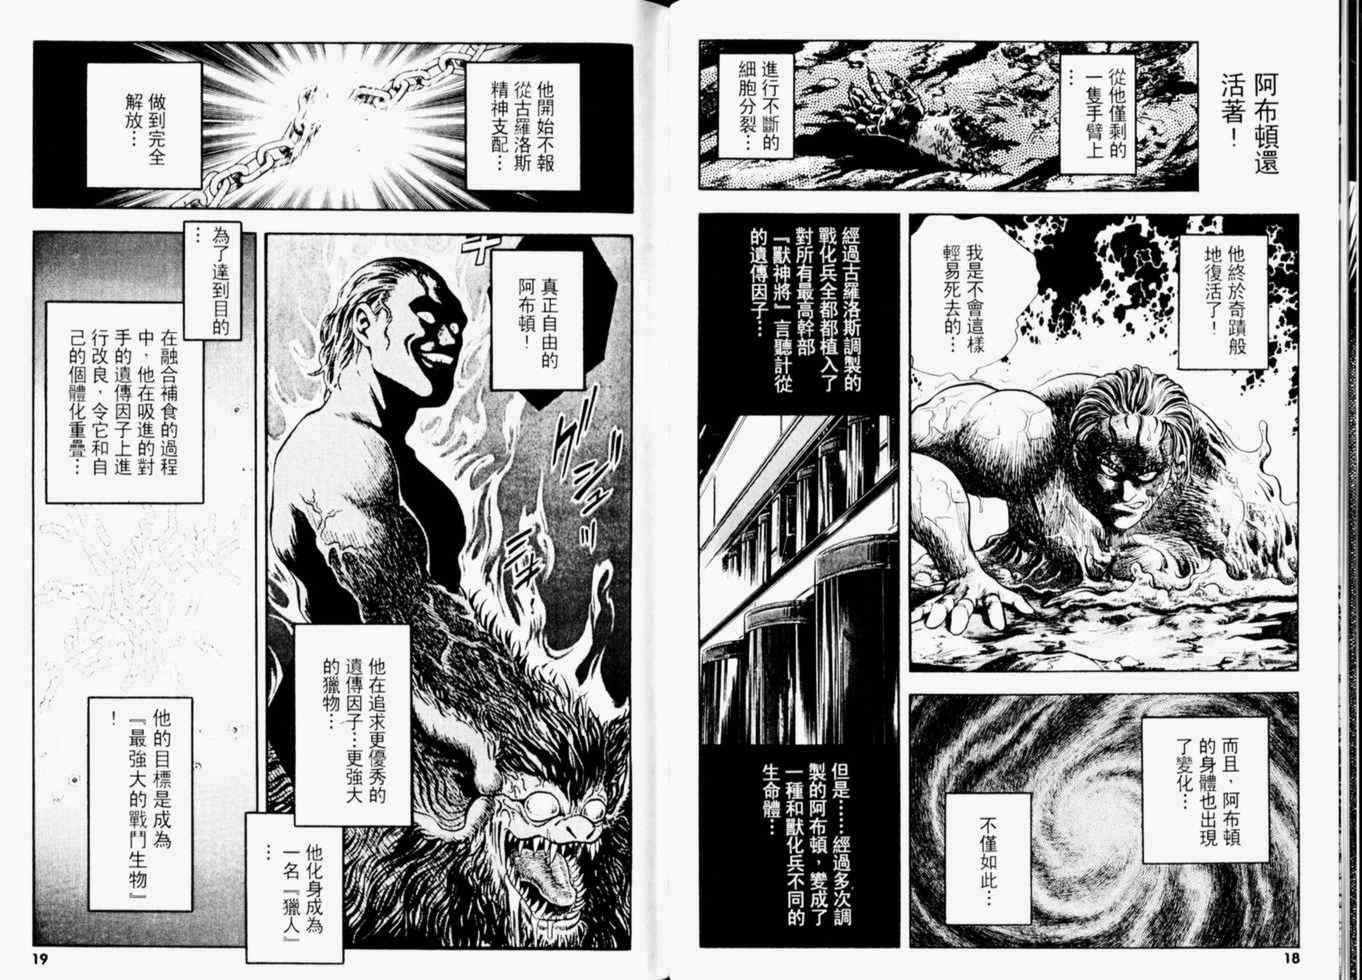 阿布頓還
活著！
從他僅剩的
一隻手臂上
…
進行不斷的
細胞分裂…
他終於奇蹟般
地復活了！
我是不會這樣
輕易死去的…
經過古羅洛斯調製的
戰化兵全都都植入了
對所有最高幹部
『獸神將』言聽計從
的遺傳因子…
而且，阿布頓
的身體也出現
了變化…
不僅如此…
但是……經過多次調
製的阿布頓，變成了
一種和獸化兵不同的
生命體…
18
他開始不報
從古羅洛斯
精神支配…
做到完全
解放…
真正自由的
阿布頓！
グジュッ
他在追求更優秀的
遺傳因子…更強大
的獵物…
他化身成為
一名『獵人』
…
為了達到目的
…
在融合補食的過程
中，他在吸進的對
手的遺傳因子上進
行改良，令它和自
己的個體化重疊…
他的目標是成為
『最強大的戰鬥生物』
！
19